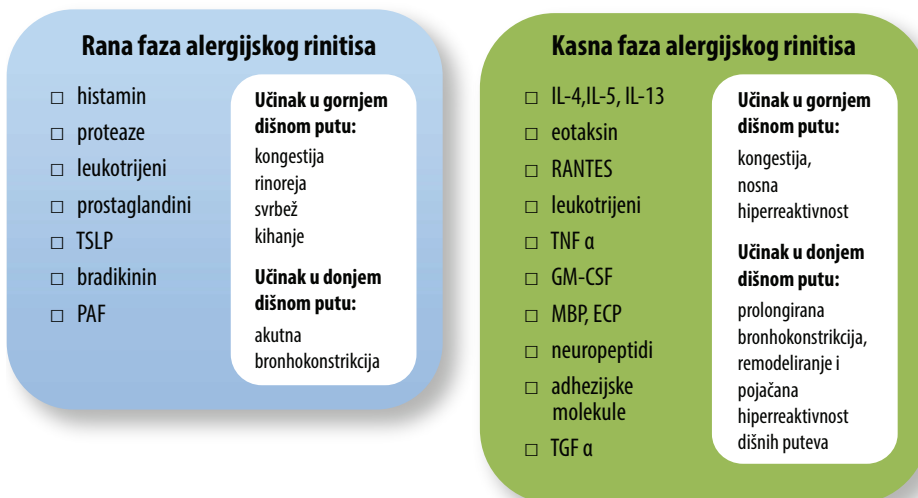 Rana faza alergijskog rinitisa
□ histamin
□ proteaze
□ leukotrijeni
□ prostaglandini
□ TSLP
□ bradikinin
□ PAF
Učinak u gornjem
dišnom putu:
kongestija
rinoreja
svrbež
kihanje
Učinak u donjem
dišnom putu:
akutna
bronhokonstrikcija
Kasna faza alergijskog rinitisa
□ IL-4,IL-5, IL-13
□ eotaksin
□ RANTES
□ leukotrijeni
□ TNF α
□ GM-CSF
□ MBP, ECP
□ neuropeptidi
□ adhezijske
molekule
□ TGF α
Učinak u gornjem
dišnom putu:
kongestija,
nosna
hiperreaktivnost
Učinak u donjem
dišnom putu:
prolongirana
bronhokonstrikcija,
remodeliranje i
pojačana
hiperreaktivnost
dišnih puteva